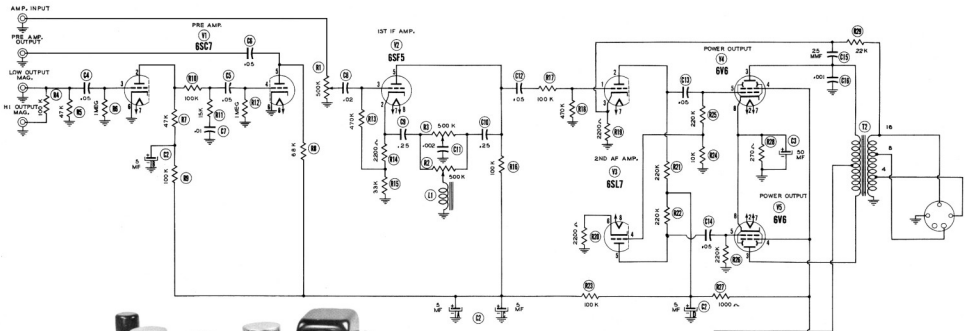 AMP. INPUT
PRE AMP.
OUTPUT
LOW OUTPUT
MAG.
HI OUTPUT
MAG.
R4
10K
R5
47 K
C4
.05
R6
1 MEG
PRE AMP.
V1
6SC7
C6
.05
R10
100K
C5
.05
R11
15K
.01
C7
R12
1 MEG
R7
47K
5
MF
C2
R9
100 K
R8
68 K
R1
500K
C8
.02
1ST IF AMP.
V2
6SF5
R13
470K
R14
2200
R15
33K
C9
.25
R3
500 K
.002
C11
R2
500K
L1
C10
.25
R16
100 K
C12
.05
R17
100 K
R18
470K
R19
2200
2ND AF AMP.
V3
6SL7
R20
2200
C13
.05
R25
220 K
R24
10K
R21
220K
R22
220 K
C14
.05
R26
220K
POWER OUTPUT
V4
6V6
R28
270
C3
50
MF
POWER OUTPUT
V5
6V6
25
MMF
C15
.001
C16
R29
22K
T2
16
8
4
5
MF
C2
5
MF
R23
100 K
5
MF
C2
R27
1000